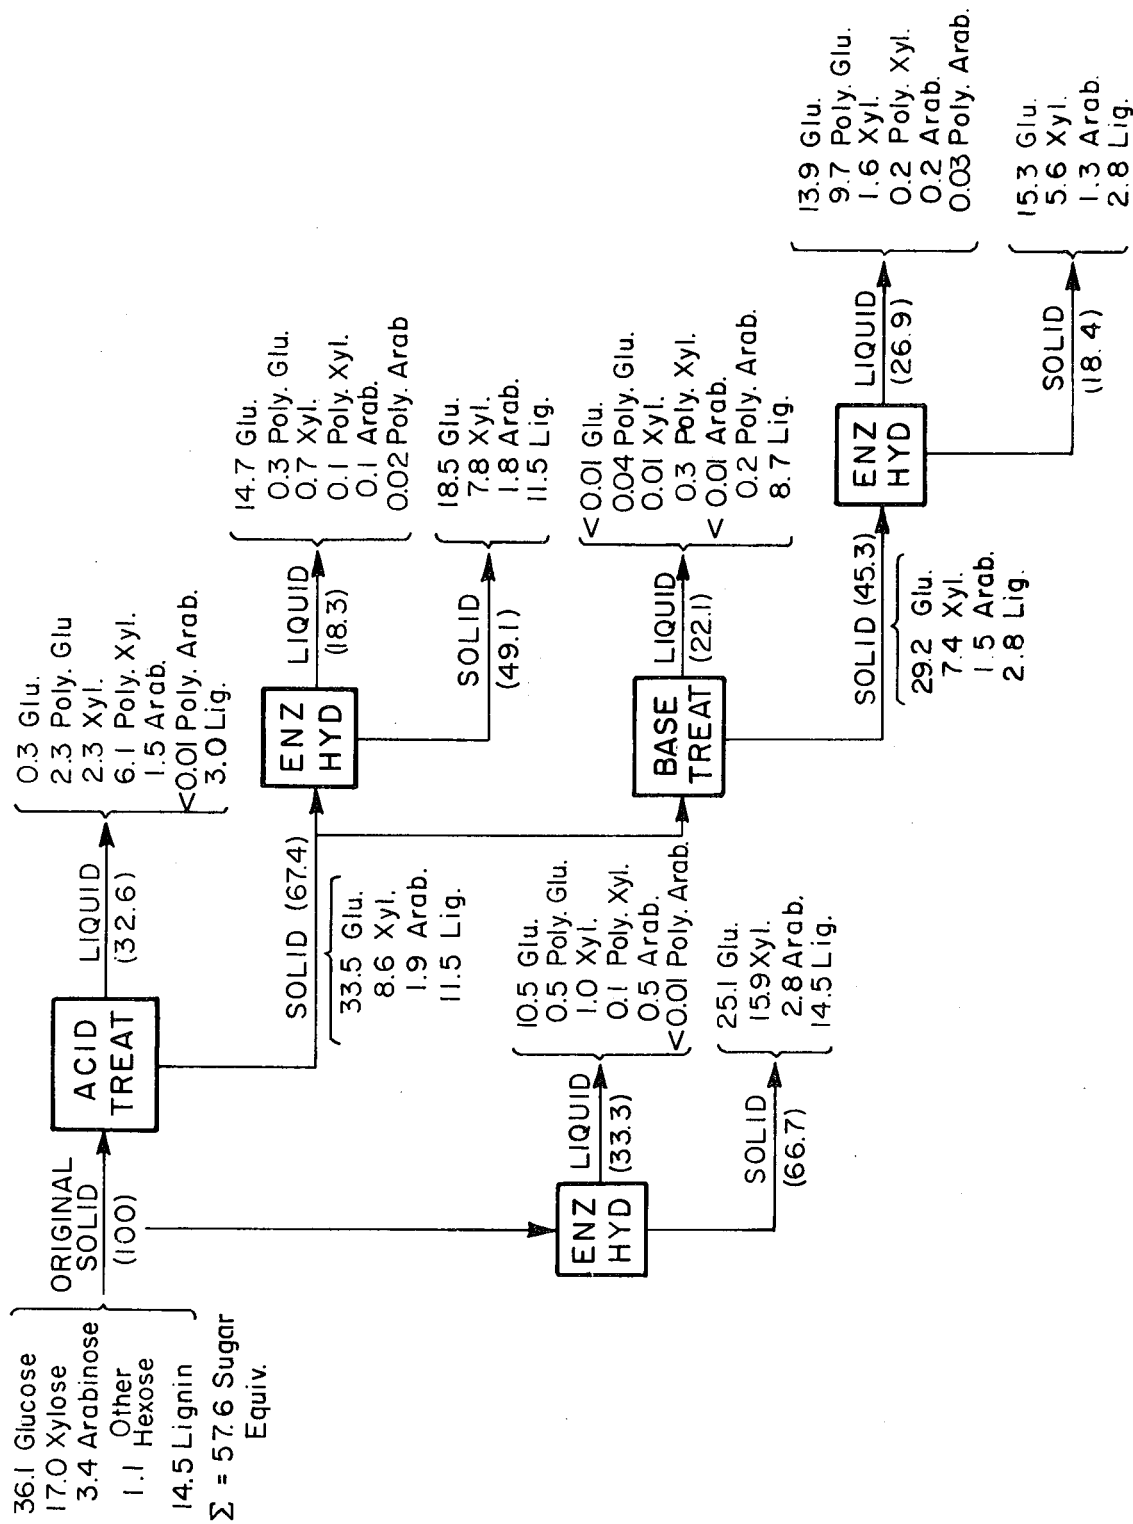 36.1 Glucose
17.0 Xylose
3.4 Arabinose
1.1 Other
Hexose
14.5 Lignin
Σ = 57.6 Sugar
Equiv.
ORIGINAL
SOLID
(100)
ACID
TREAT
LIQUID
(32.6)
0.3 Glu.
2.3 Poly. Glu
2.3 Xyl.
6.1 Poly. Xyl.
1.5 Arab.
<0.01 Poly. Arab.
3.0 Lig.
SOLID (67.4)
33.5 Glu.
8.6 Xyl.
1.9 Arab.
11.5 Lig.
ENZ
HYD
LIQUID
(18.3)
14.7 Glu.
0.3 Poly. Glu.
0.7 Xyl.
0.1 Poly. Xyl.
0.1 Arab.
0.02 Poly. Arab
SOLID
(49.1)
18.5 Glu.
7.8 Xyl.
1.8 Arab.
11.5 Lig.
ENZ
HYD
LIQUID
(33.3)
10.5 Glu.
0.5 Poly Glu.
1.0 Xyl.
0.1 Poly. Xyl.
0.5 Arab.
<0.01 Poly. Arab.
SOLID
(66.7)
25.1 Glu.
15.9 Xyl.
2.8 Arab.
14.5 Lig.
BASE
TREAT
LIQUID
(22.1)
<0.01 Glu.
0.04 Poly. Glu.
0.01 Xyl.
0.3 Poly. Xyl
<0.01 Arab.
0.2 Poly. Arab.
8.7 Lig.
SOLID (45.3)
29.2 Glu.
7.4 Xyl.
1.5 Arab.
2.8 Lig.
ENZ
HYD
LIQUID
(26.9)
13.9 Glu.
9.7 Poly. Glu.
1.6 Xyl.
0.2 Poly. Xyl.
0.2 Arab.
0.03 Poly. Arab.
SOLID
(18.4)
15.3 Glu.
5.6 Xyl.
1.3 Arab.
2.8 Lig.